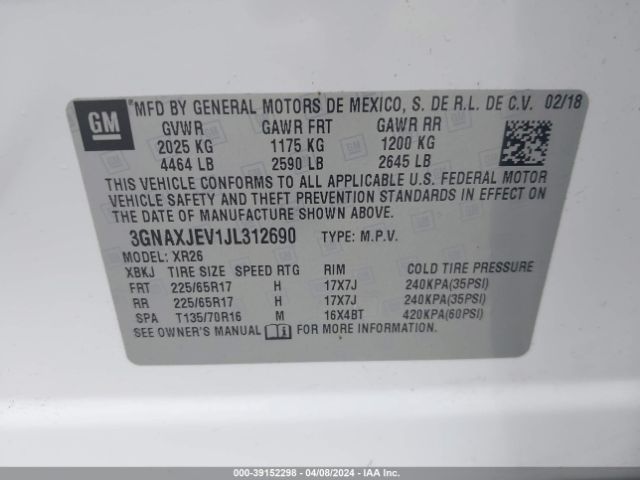 GM *MFD BY GENERAL MOTORS DE MEXICO, S. DE R.L. DE C.V. 02/18
GVWR GAWR FRT GAWR RR
2025 KG 1175 KG 1200 KG
4464 LB 2590 LB 2645 LB
THIS VEHICLE CONFORMS TO ALL APPLICABLE U.S. FEDERAL MOTOR
VEHICLE SAFETY AND THEFT PREVENTION STANDARDS IN EFFECT ON
THE DATE OF MANUFACTURE SHOWN ABOVE.
3GNAXJEV1JL312690 TYPE: M.P.V.
MODEL: XR26
XBKJ TIRE SIZE SPEED RTG RIM COLD TIRE PRESSURE
FRT 225/65R17 H 17X7J 240KPA(35PSI)
RR 225/65R17 H 17X7J 240KPA(35PSI)
SPA T135/70R16 M 16X4BT 420KPA(60PSI)
SEE OWNER'S MANUAL FOR MORE INFORMATION.
000-39152298 - 04/08/2024 - IAA Inc.